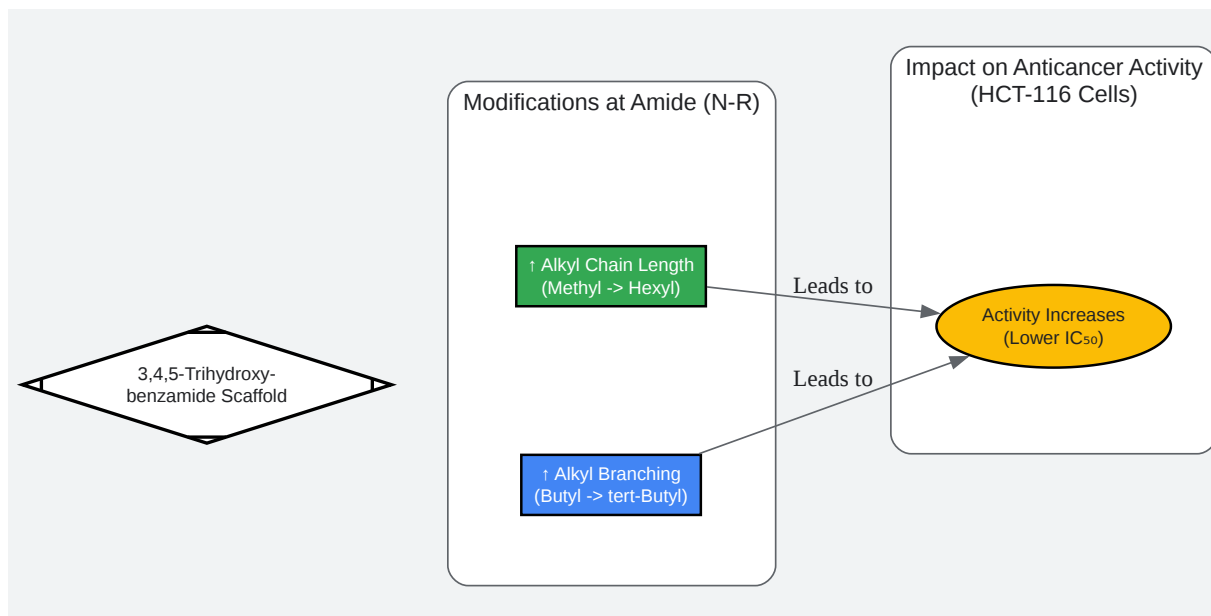 3,4,5-Trihydroxy-
benzamide Scaffold
Modifications at Amide (N-R)
↑ Alkyl Chain Length
(Methyl -> Hexyl)
↑ Alkyl Branching
(Butyl -> tert-Butyl)
Leads to
Leads to
Impact on Anticancer Activity
(HCT-116 Cells)
Activity Increases
(Lower IC₅₀)